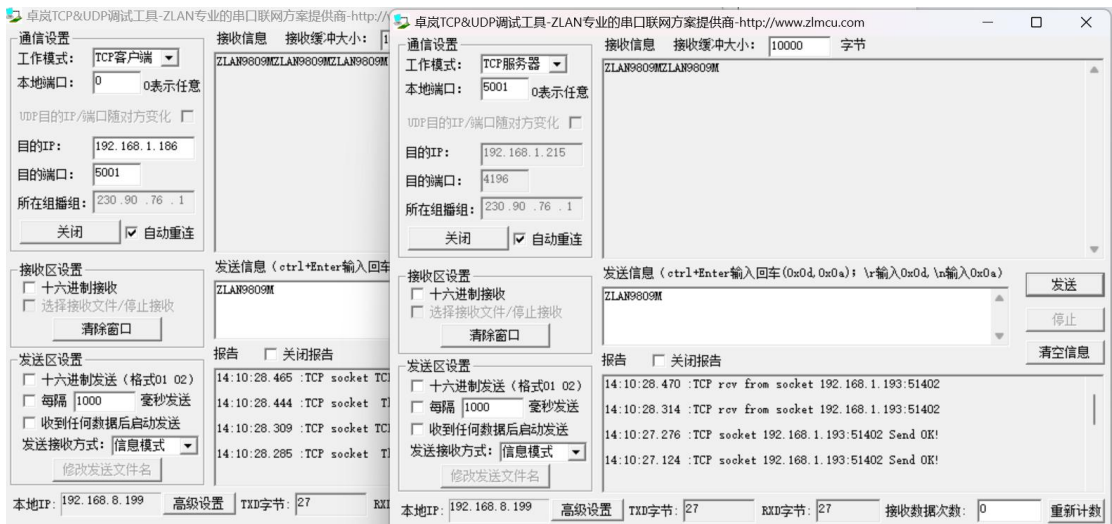 卓岚TCP&UDP调试工具-ZLAN专业的串口联网方案提供商-http://
通信设置
工作模式: TCP客户端
本地端口: 0 0表示任意
UDP目的IP/端口随对方变化
目的IP: 192.168.1.186
目的端口: 5001
所在组播组: 230.90 .76 .1
关闭 自动重连
接收区设置
十六进制接收
选择接收文件/停止接收
清除窗口
发送区设置
十六进制发送（格式01 02）
每隔 1000 毫秒发送
收到任何数据后启动发送
发送接收方式: 信息模式
修改发送文件名
本地IP: 192.168.8.199 高级设置 TXD字节: 27
接收信息 接收缓冲大小:
ZLAN9809MZLAN9809MZLAN9809M
发送信息（ctrl+Enter输入回车
ZLAN9809M
报告 关闭报告
14:10:28.465 :TCP socket TC
14:10:28.444 :TCP socket
14:10:28.309 :TCP socket TC
14:10:28.285 :TCP socket
卓岚TCP&UDP调试工具-ZLAN专业的串口联网方案提供商-http://www.zlmcu.com
通信设置
工作模式: TCP服务器
本地端口: 5001 0表示任意
UDP目的IP/端口随对方变化
目的IP: 192.168.1.215
目的端口: 4196
所在组播组: 230.90 .76 .1
关闭 自动重连
接收区设置
十六进制接收
选择接收文件/停止接收
清除窗口
发送区设置
十六进制发送（格式01 02）
每隔 1000 毫秒发送
收到任何数据后启动发送
发送接收方式: 信息模式
修改发送文件名
接收信息 接收缓冲大小: 10000 字节
ZLAN9809MZLAN9809M
发送信息（ctrl+Enter输入回车(0x0d,0x0a)；\r输入0x0d,\n输入0x0a）
ZLAN9809M
发送
停止
清空信息
报告 关闭报告
14:10:28.470 :TCP rcv from socket 192.168.1.193:51402
14:10:28.314 :TCP rcv from socket 192.168.1.193:51402
14:10:27.276 :TCP socket 192.168.1.193:51402 Send OK!
14:10:27.124 :TCP socket 192.168.1.193:51402 Send OK!
本地IP: 192.168.8.199 高级设置 TXD字节: 27 RXD字节: 27 接收数据次数: 0 重新计数